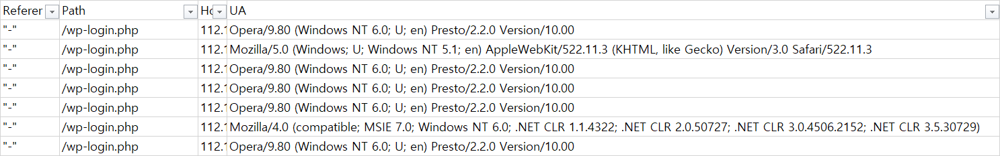 Referer Path Ho UA
"-" /wp-login.php 112.1 Opera/9.80 (Windows NT 6.0; U; en) Presto/2.2.0 Version/10.00
"-" /wp-login.php 112.1 Mozilla/5.0 (Windows; U; Windows NT 5.1; en) AppleWebKit/522.11.3 (KHTML, like Gecko) Version/3.0 Safari/522.11.3
"-" /wp-login.php 112.1 Opera/9.80 (Windows NT 6.0; U; en) Presto/2.2.0 Version/10.00
"-" /wp-login.php 112.1 Opera/9.80 (Windows NT 6.0; U; en) Presto/2.2.0 Version/10.00
"-" /wp-login.php 112.1 Opera/9.80 (Windows NT 6.0; U; en) Presto/2.2.0 Version/10.00
"-" /wp-login.php 112.1 Mozilla/4.0 (compatible; MSIE 7.0; Windows NT 6.0; .NET CLR 1.1.4322; .NET CLR 2.0.50727; .NET CLR 3.0.4506.2152; .NET CLR 3.5.30729)
"-" /wp-login.php 112.1 Opera/9.80 (Windows NT 6.0; U; en) Presto/2.2.0 Version/10.00